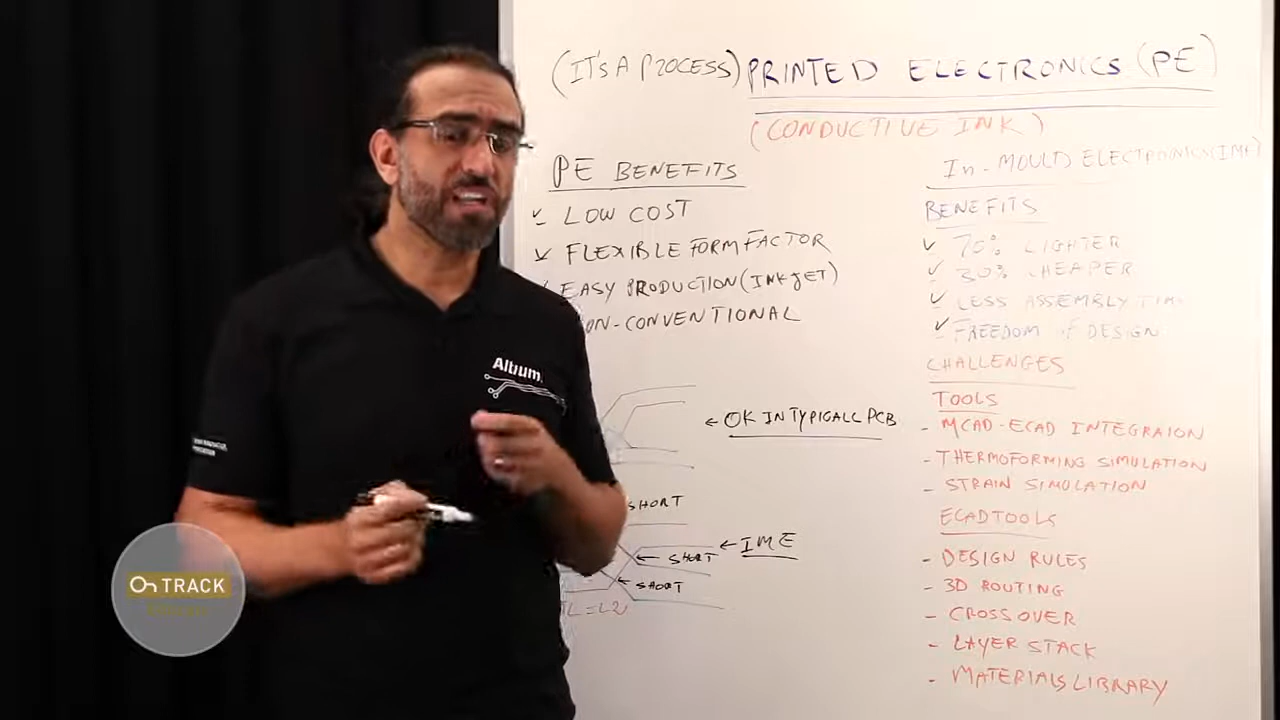 (IT'S A PROCESS) PRINTED ELECTRONICS (PE)
(CONDUCTIVE INK)
PE BENEFITS
LOW COST
FLEXIBLE FORM FACTOR
EASY PRODUCTION (INKJET)
ON-CONVENTIONAL
← OK IN TYPICALL PCB
SHORT
← IME
SHORT
SHORT
= L2
In-MOULD ELECTRONICS (IME)
BENEFITS
70% LIGHTER
30% CHEAPER
LESS ASSEMBLY TIM
FREEDOM OF DESIGN
CHALLENGES
TOOLS
- MCAD-ECAD INTEGRAION
- THERMOFORMING SIMULATION
- STRAIN SIMULATION
ECAD TOOLS
- DESIGN RULES
- 3D ROUTING
- CROSSOVER
- LAYER STACK
- MATERIALS LIBRARY
Altium
On TRACK